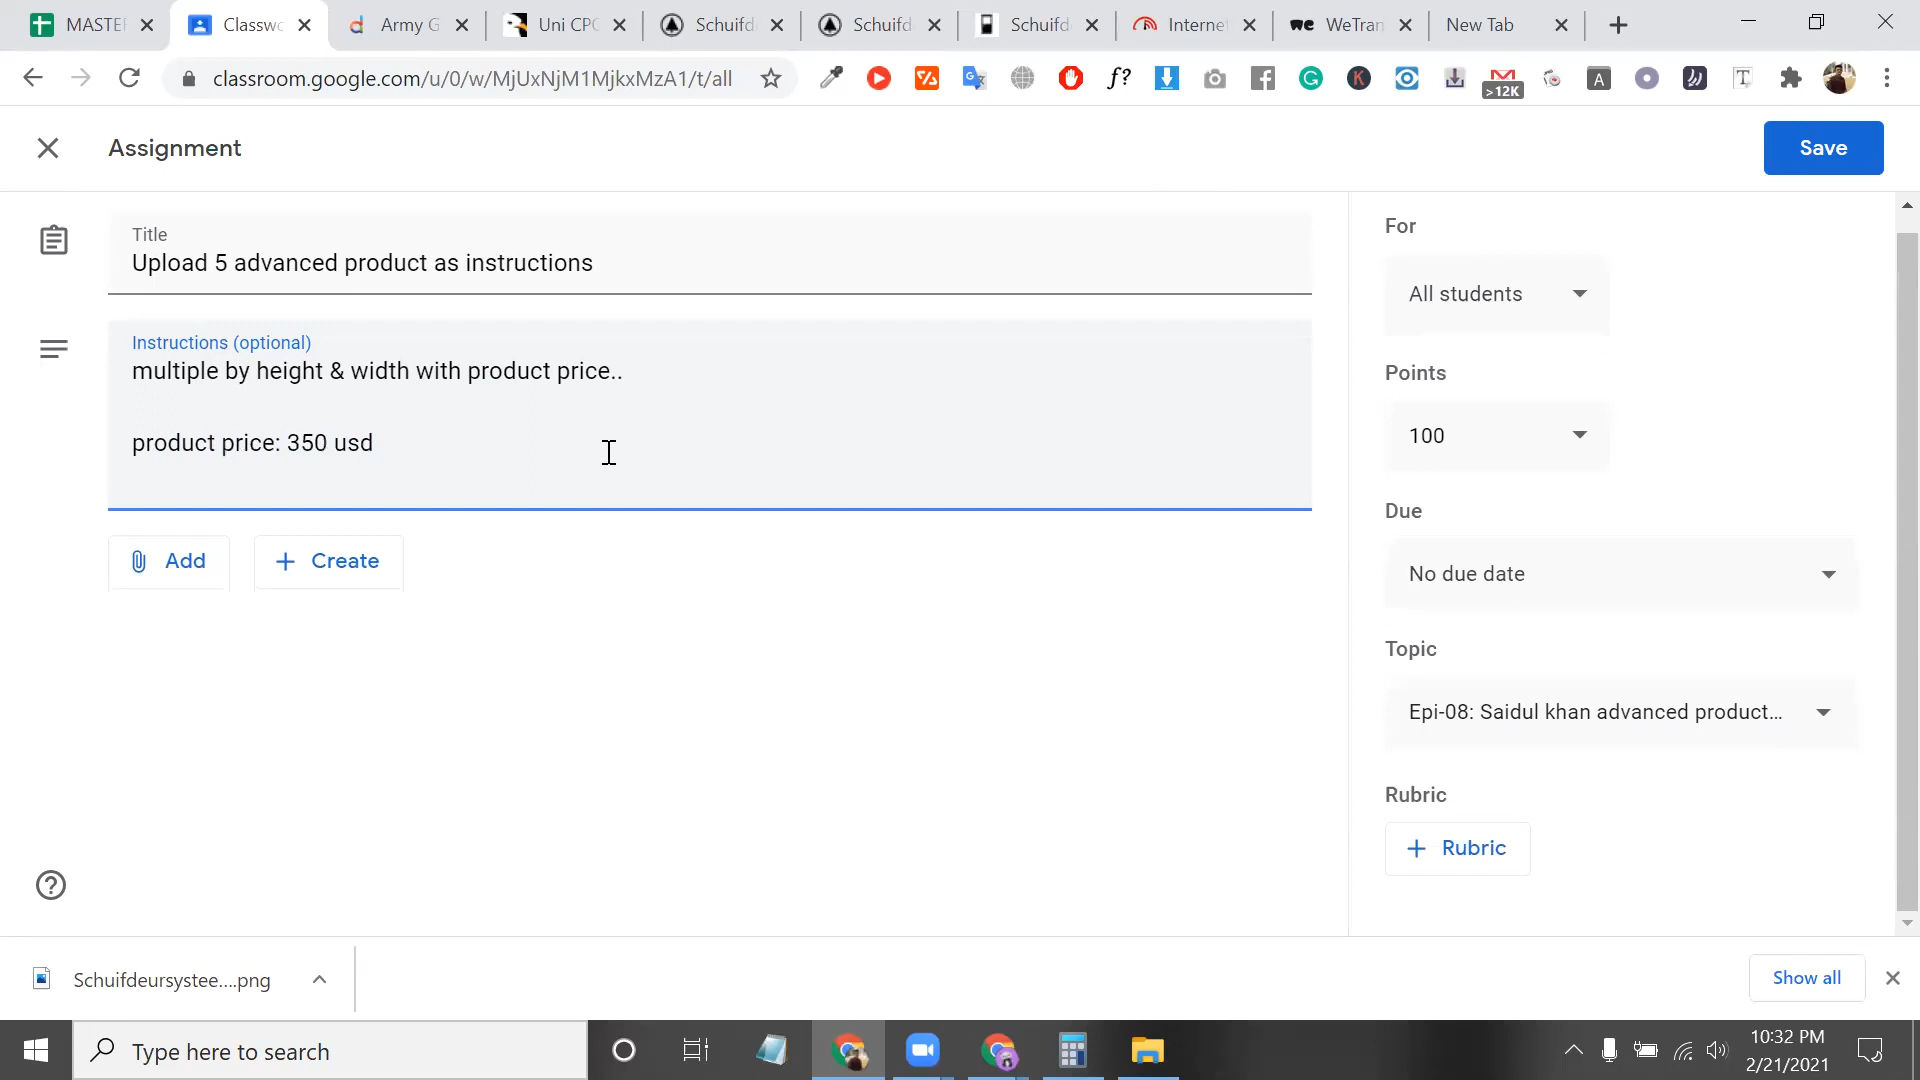 MASTER
Classwo
Army G
Uni CPC
Schuifd
Schuifd
Schuifd
Internet
WeTran
New Tab
classroom.google.com/u/0/w/MjUxNjM1MjkxMzA1/t/all
>12K
Assignment
Save
Title
Upload 5 advanced product as instructions
Instructions (optional)
multiple by height & width with product price..
product price: 350 usd
Add
Create
For
All students
Points
100
Due
No due date
Topic
Epi-08: Saidul khan advanced product...
Rubric
Rubric
Schuifdeursystee....png
Show all
Type here to search
10:32 PM
2/21/2021